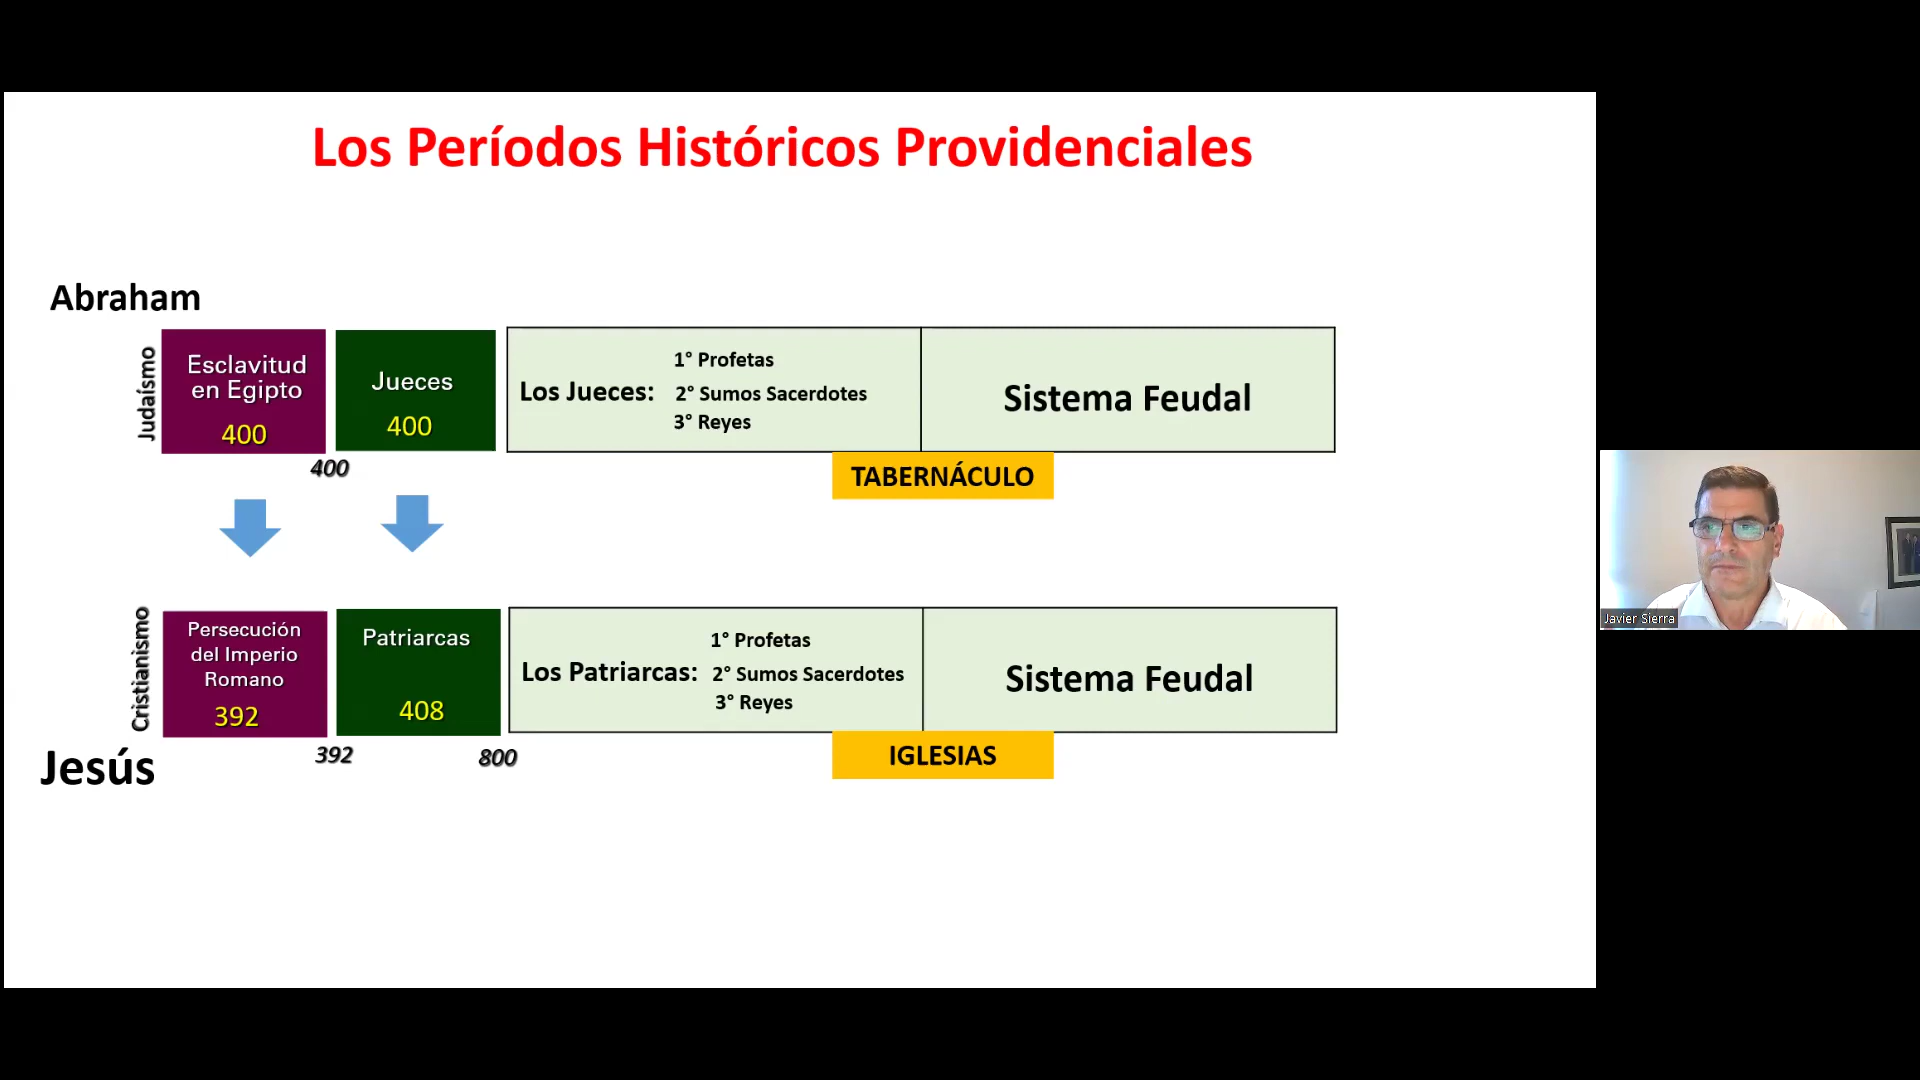 Los Períodos Históricos Providenciales
Abraham
Judaísmo
Esclavitud
en Egipto
400
Jueces
400
Los Jueces:
1° Profetas
2° Sumos Sacerdotes
3° Reyes
Sistema Feudal
400
TABERNÁCULO
Cristianismo
Persecución
del Imperio
Romano
392
Patriarcas
408
Los Patriarcas:
1° Profetas
2° Sumos Sacerdotes
3° Reyes
Sistema Feudal
392
800
IGLESIAS
Jesús
Javier Sierra